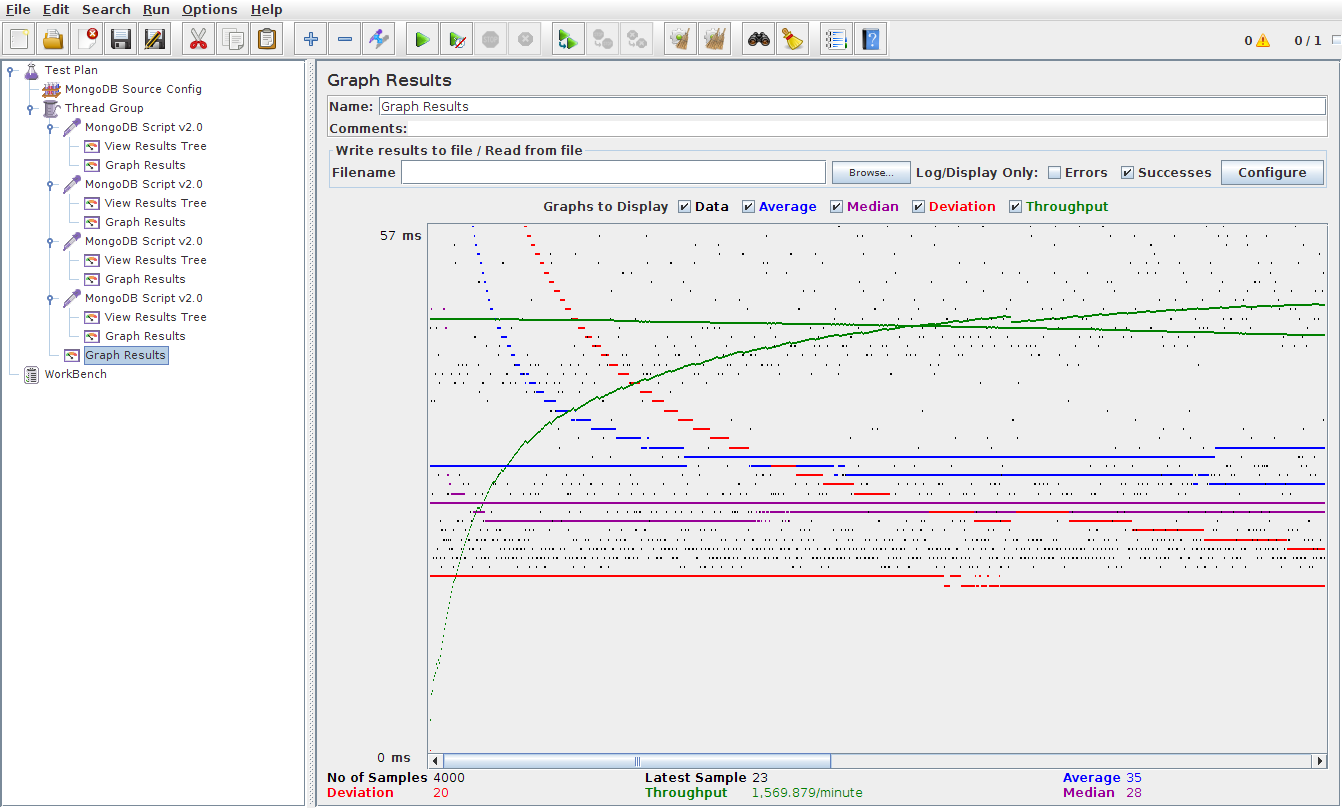 File Edit Search Run Options Help
0 0 / 1
Test Plan
MongoDB Source Config
Thread Group
MongoDB Script v2.0
View Results Tree
Graph Results
MongoDB Script v2.0
View Results Tree
Graph Results
MongoDB Script v2.0
View Results Tree
Graph Results
MongoDB Script v2.0
View Results Tree
Graph Results
Graph Results
WorkBench
Graph Results
Name: Graph Results
Comments:
Write results to file / Read from file
Filename Browse... Log/Display Only: Errors Successes Configure
Graphs to Display Data Average Median Deviation Throughput
57 ms
0 ms
No of Samples 4000 Latest Sample 23 Average 35
Deviation 20 Throughput 1,569.879/minute Median 28